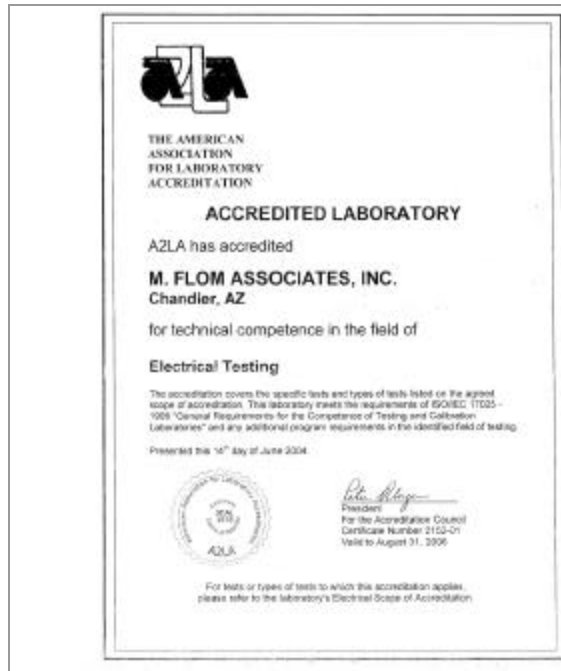 A2LA
THE AMERICAN
ASSOCIATION
FOR LABORATORY
ACCREDITATION
ACCREDITED LABORATORY
A2LA has accredited
M. FLOM ASSOCIATES, INC.
Chandler, AZ
for technical competence in the field of
Electrical Testing
The accreditation covers the specific tests and types of tests listed on the agreed
scope of accreditation. This laboratory meets the requirements of ISO/IEC 17025 -
1999 "General Requirements for the Competence of Testing and Calibration
Laboratories" and any additional program requirements in the identified field of testing.
Presented this 14th day of June 2004.
SEAL
A2LA
President
For the Accreditation Council
Certificate Number 2152-01
Valid to August 31, 2006
For tests or types of tests to which this accreditation applies,
please refer to the laboratory's Electrical Scope of Accreditation